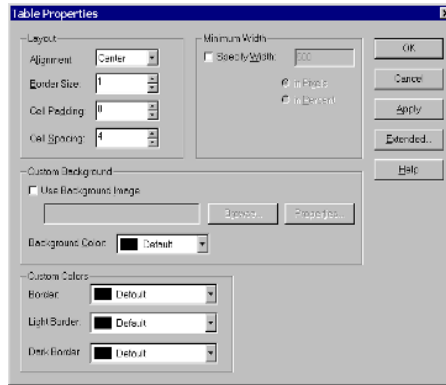 Table Properties
Layout
Alignment Center
Border Size: 1
Cell Padding: 0
Cell Spacing: 4
Minimum Width
Specify Width: 500
in Pixels
in Percent
OK
Cancel
Apply
Extended...
Help
Custom Background
Use Background Image
Browse... Properties...
Background Color: Default
Custom Colors
Border: Default
Light Border: Default
Dark Border Default